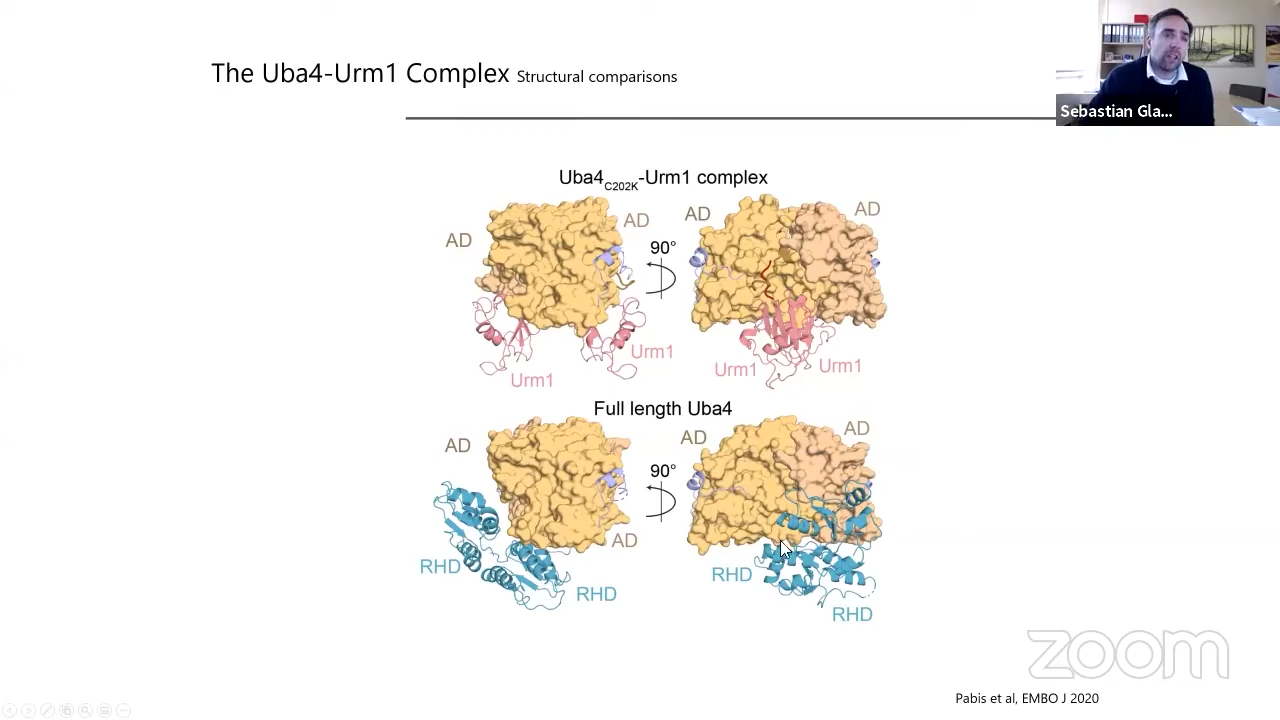 The Uba4-Urm1 Complex Structural comparisons
Sebastian Gla...
Uba4C202K-Urm1 complex
AD
AD
90°
AD
AD
Urm1
Urm1
Urm1
Urm1
Full length Uba4
AD
AD
90°
AD
AD
RHD
RHD
RHD
RHD
zoom
Pabis et al, EMBO J 2020